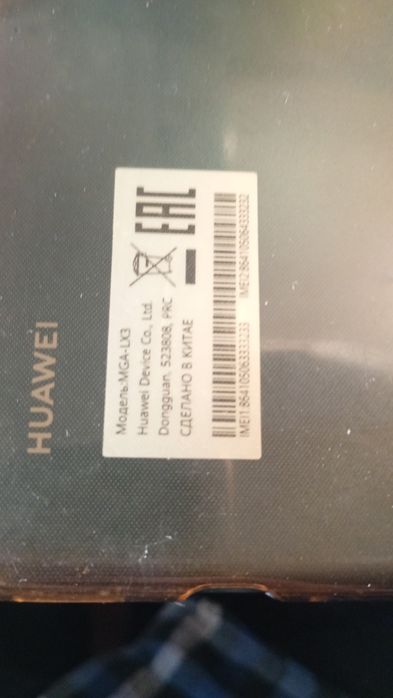 HUAWEI
Модель:MGA-LX3
Huawei Device Co., Ltd.
Dongguan, 523808, PRC
СДЕЛАНО В КИТАЕ
EAC
IMEI1:864105063333233 IMEI2:864105064333232